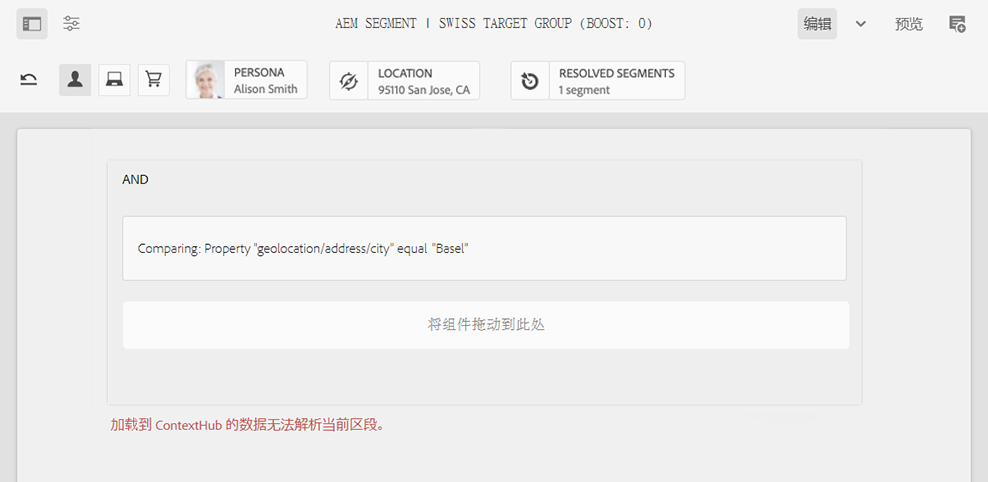 AEM SEGMENT | SWISS TARGET GROUP (BOOST: 0)
编辑
预览
PERSONA
Alison Smith
LOCATION
95110 San Jose, CA
RESOLVED SEGMENTS
1 segment
AND
Comparing: Property "geolocation/address/city" equal "Basel"
将组件拖动到此处
加载到 ContextHub 的数据无法解析当前区段。